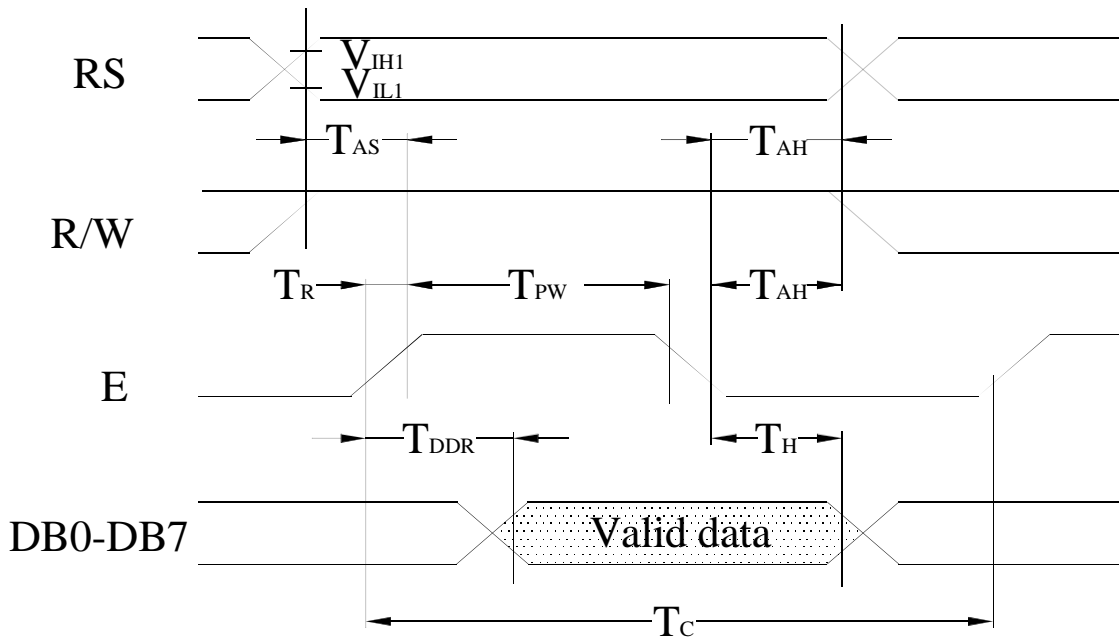 RS
VIH1
VIL1
TAS
TAH
R/W
TR
TPW
TAH
E
TDDR
TH
DB0-DB7
Valid data
TC